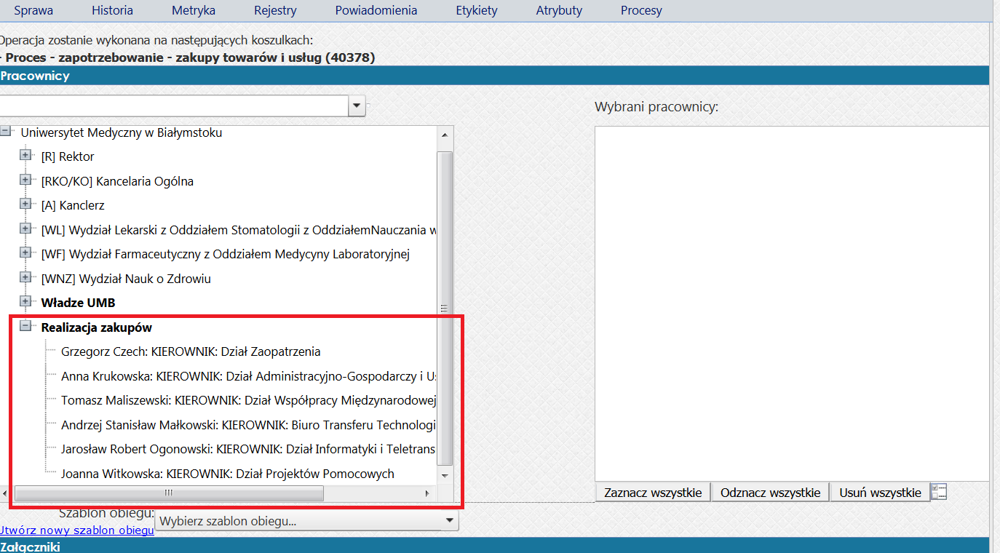 Sprawa Historia Metryka Rejestry Powiadomienia Etykiety Atrybuty Procesy
Operacja zostanie wykonana na następujących koszulkach:
- Proces - zapotrzebowanie - zakupy towarów i usług (40378)
Pracownicy
Wybrani pracownicy:
Uniwersytet Medyczny w Białymstoku
[R] Rektor
[RKO/KO] Kancelaria Ogólna
[A] Kanclerz
[WL] Wydział Lekarski z Oddziałem Stomatologii z OddziałemNauczania w
[WF] Wydział Farmaceutyczny z Oddziałem Medycyny Laboratoryjnej
[WNZ] Wydział Nauk o Zdrowiu
Władze UMB
Realizacja zakupów
Grzegorz Czech: KIEROWNIK: Dział Zaopatrzenia
Anna Krukowska: KIEROWNIK: Dział Administracyjno-Gospodarczy i Us
Tomasz Maliszewski: KIEROWNIK: Dział Współpracy Międzynarodowej
Andrzej Stanisław Małkowski: KIEROWNIK: Biuro Transferu Technologi
Jarosław Robert Ogonowski: KIEROWNIK: Dział Informatyki i Teletrans
Joanna Witkowska: KIEROWNIK: Dział Projektów Pomocowych
Zaznacz wszystkie Odznacz wszystkie Usuń wszystkie
Szablon obiegu: Wybierz szablon obiegu...
Utwórz nowy szablon obiegu
Załączniki